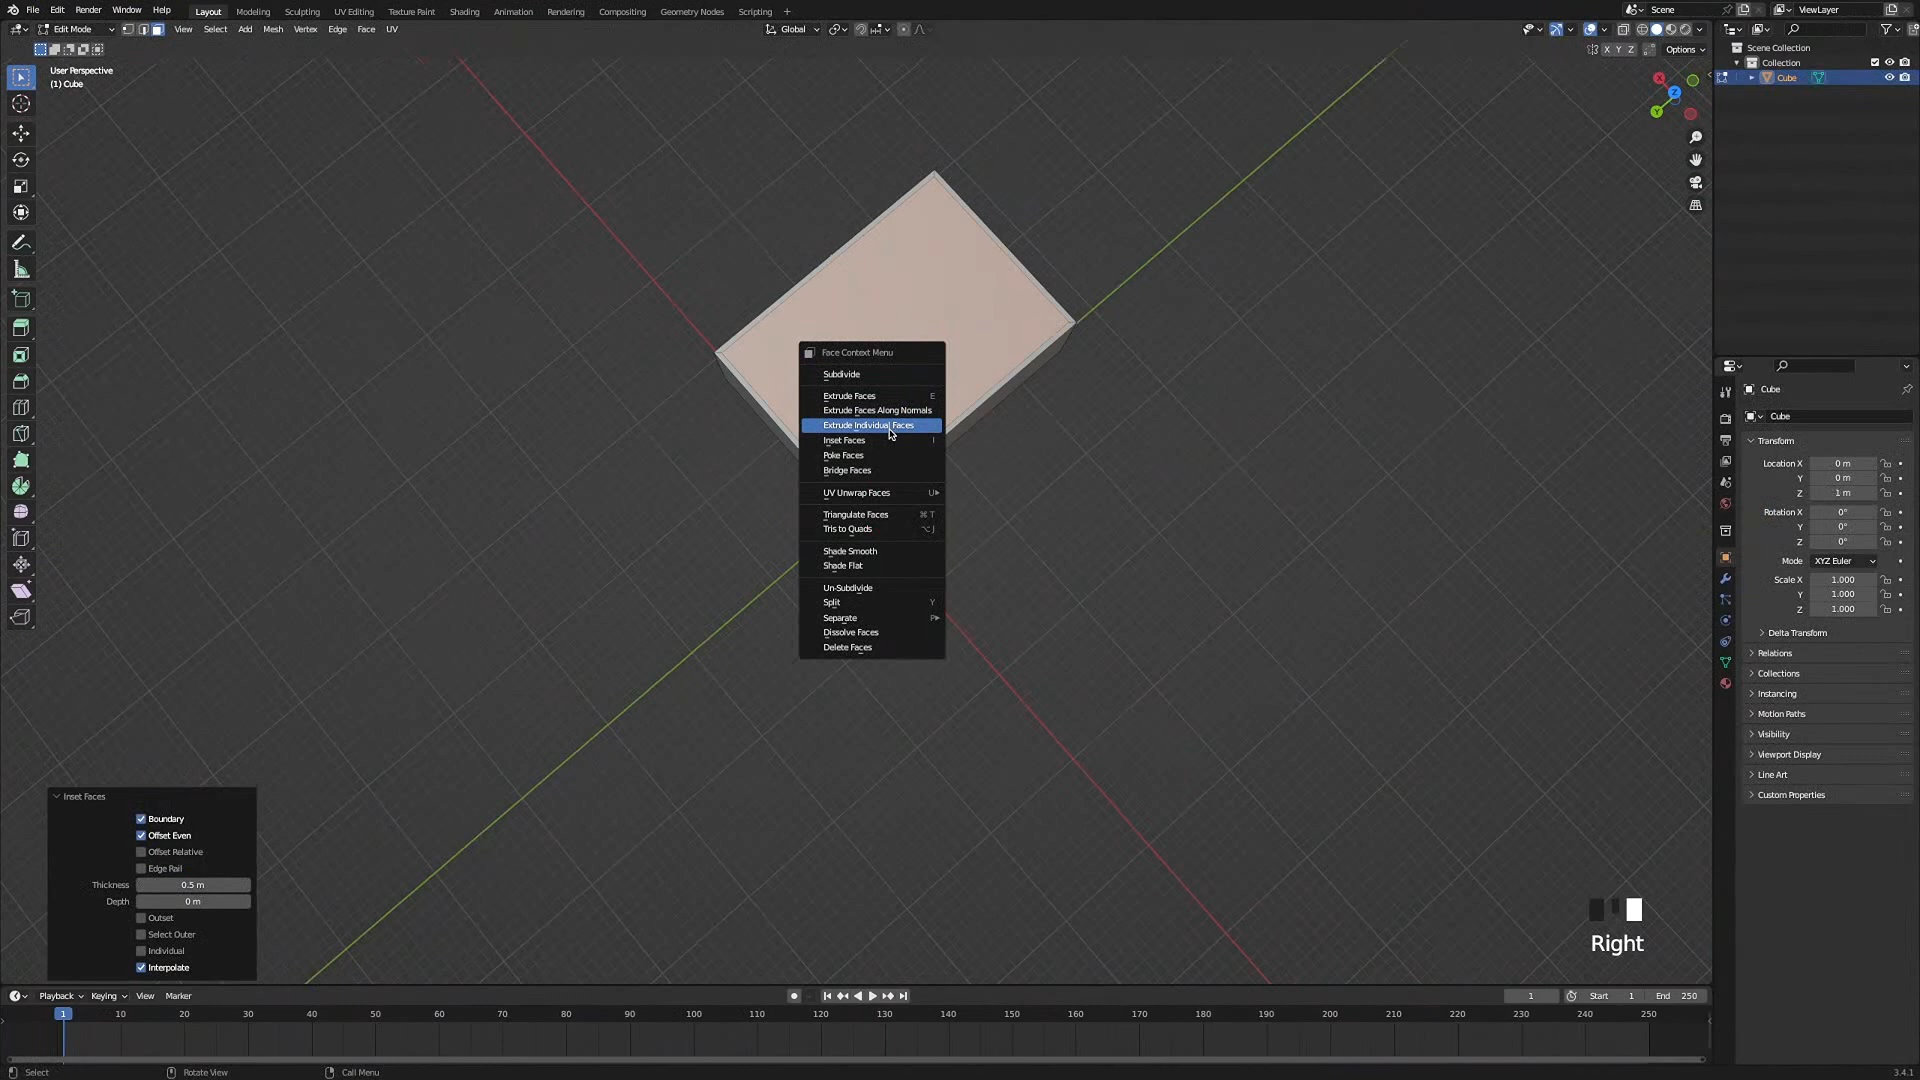 File Edit Render Window Help Layout Modeling Sculpting UV Editing Texture Paint Shading Animation Rendering Compositing Geometry Nodes Scripting + Scene ViewLayer
Edit Mode View Select Add Mesh Vertex Edge Face UV Global
X Y Z Options
User Perspective
(1) Cube
Scene Collection
Collection
Cube
X
Z
Y
Face Context Menu
Subdivide
Extrude Faces E
Extrude Faces Along Normals
Extrude Individual Faces
Inset Faces I
Poke Faces
Bridge Faces
UV Unwrap Faces U
Triangulate Faces ⌘ T
Tris to Quads ⌥ J
Shade Smooth
Shade Flat
Un-Subdivide
Split Y
Separate P
Dissolve Faces
Delete Faces
Cube
Cube
Transform
Location X 0 m
Y 0 m
Z 1 m
Rotation X 0°
Y 0°
Z 0°
Mode XYZ Euler
Scale X 1.000
Y 1.000
Z 1.000
Delta Transform
Relations
Collections
Instancing
Motion Paths
Visibility
Viewport Display
Line Art
Custom Properties
Inset Faces
Boundary
Offset Even
Offset Relative
Edge Rail
Thickness 0.5 m
Depth 0 m
Outset
Select Outer
Individual
Interpolate
Right
Playback Keying View Marker 1 Start 1 End 250
1 10 20 30 40 50 60 70 80 90 100 110 120 130 140 150 160 170 180 190 200 210 220 230 240 250
Select Rotate View Call Menu 3.4.1